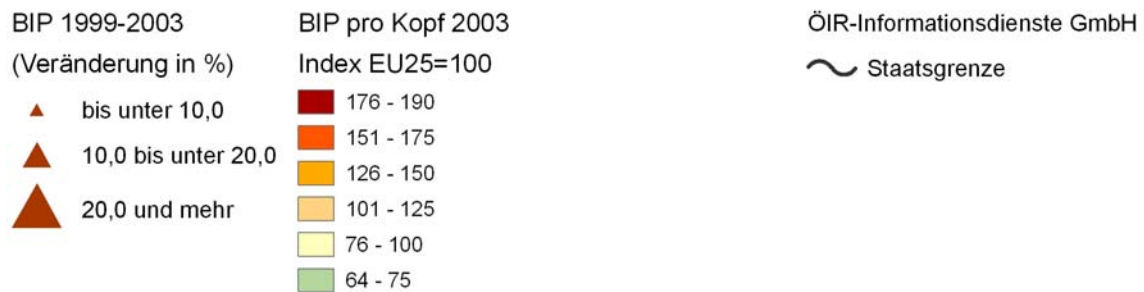 BIP 1999-2003
(Veränderung in %)
bis unter 10,0
10,0 bis unter 20,0
20,0 und mehr
BIP pro Kopf 2003
Index EU25=100
176 - 190
151 - 175
126 - 150
101 - 125
76 - 100
64 - 75
ÖIR-Informationsdienste GmbH
Staatsgrenze